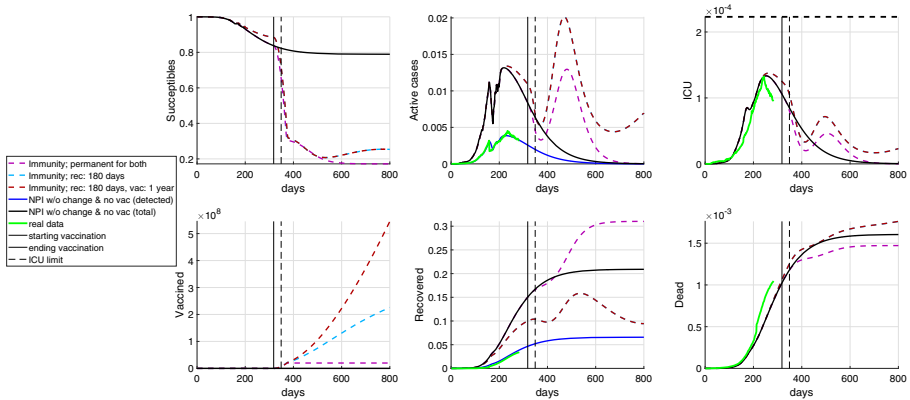 Succeptibles
1
0.8
0.6
0.4
0.2
0 200 400 600 800
days
Active cases
0.02
0.015
0.01
0.005
0
0 200 400 600 800
days
×10⁻⁴
ICU
2
1
0
0 200 400 600 800
days
Immunity; permanent for both
Immunity; rec: 180 days
Immunity; rec: 180 days, vac: 1 year
NPI w/o change & no vac (detected)
NPI w/o change & no vac (total)
real data
starting vaccination
ending vaccination
ICU limit
×10⁸
Vaccined
5
4
3
2
1
0
0 200 400 600 800
days
Recovered
0.3
0.25
0.2
0.15
0.1
0.05
0
0 200 400 600 800
days
×10⁻³
Dead
1.5
1
0.5
0
0 200 400 600 800
days